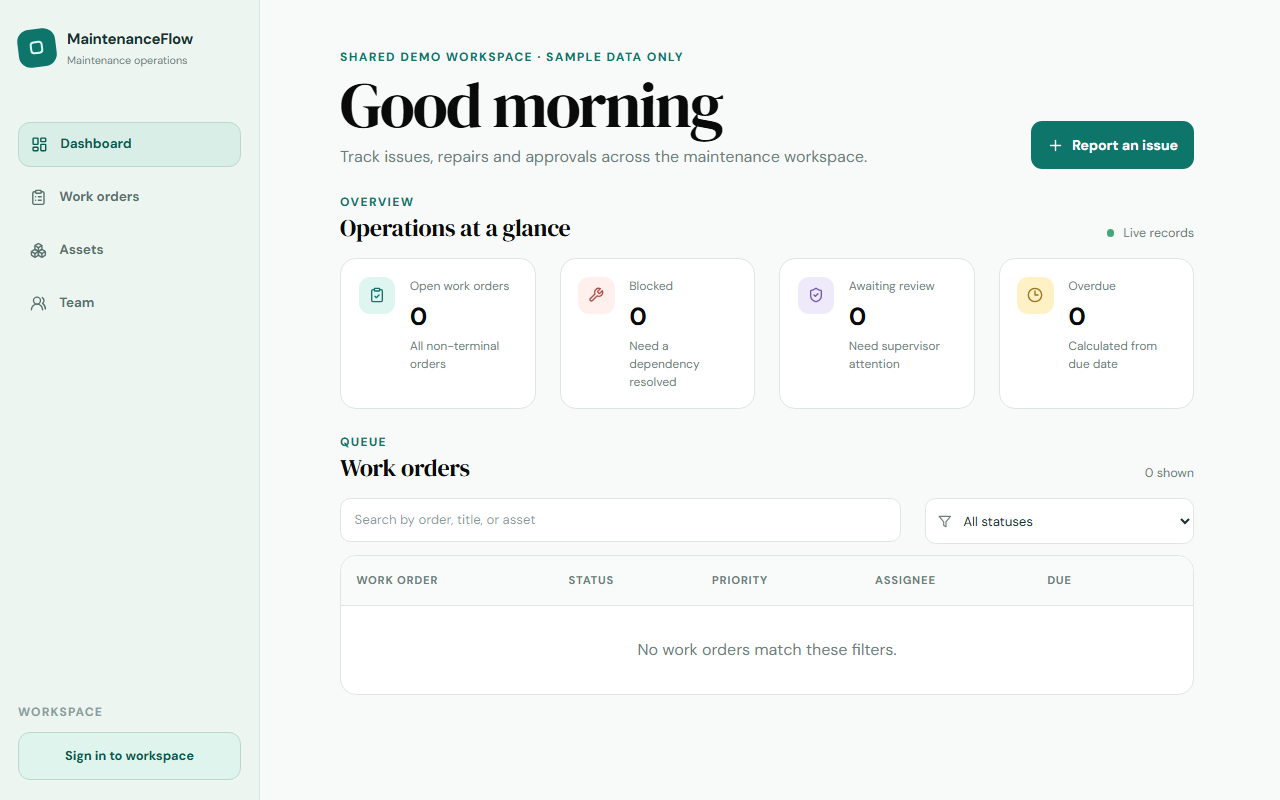 MaintenanceFlow
Maintenance operations
Dashboard
Work orders
Assets
Team
WORKSPACE
Sign in to workspace
SHARED DEMO WORKSPACE · SAMPLE DATA ONLY
Good morning
Track issues, repairs and approvals across the maintenance workspace.
Report an issue
OVERVIEW
Operations at a glance
Live records
Open work orders
0
All non-terminal
orders
Blocked
0
Need a
dependency
resolved
Awaiting review
0
Need supervisor
attention
Overdue
0
Calculated from
due date
QUEUE
Work orders
0 shown
Search by order, title, or asset
All statuses
WORK ORDER STATUS PRIORITY ASSIGNEE DUE
No work orders match these filters.